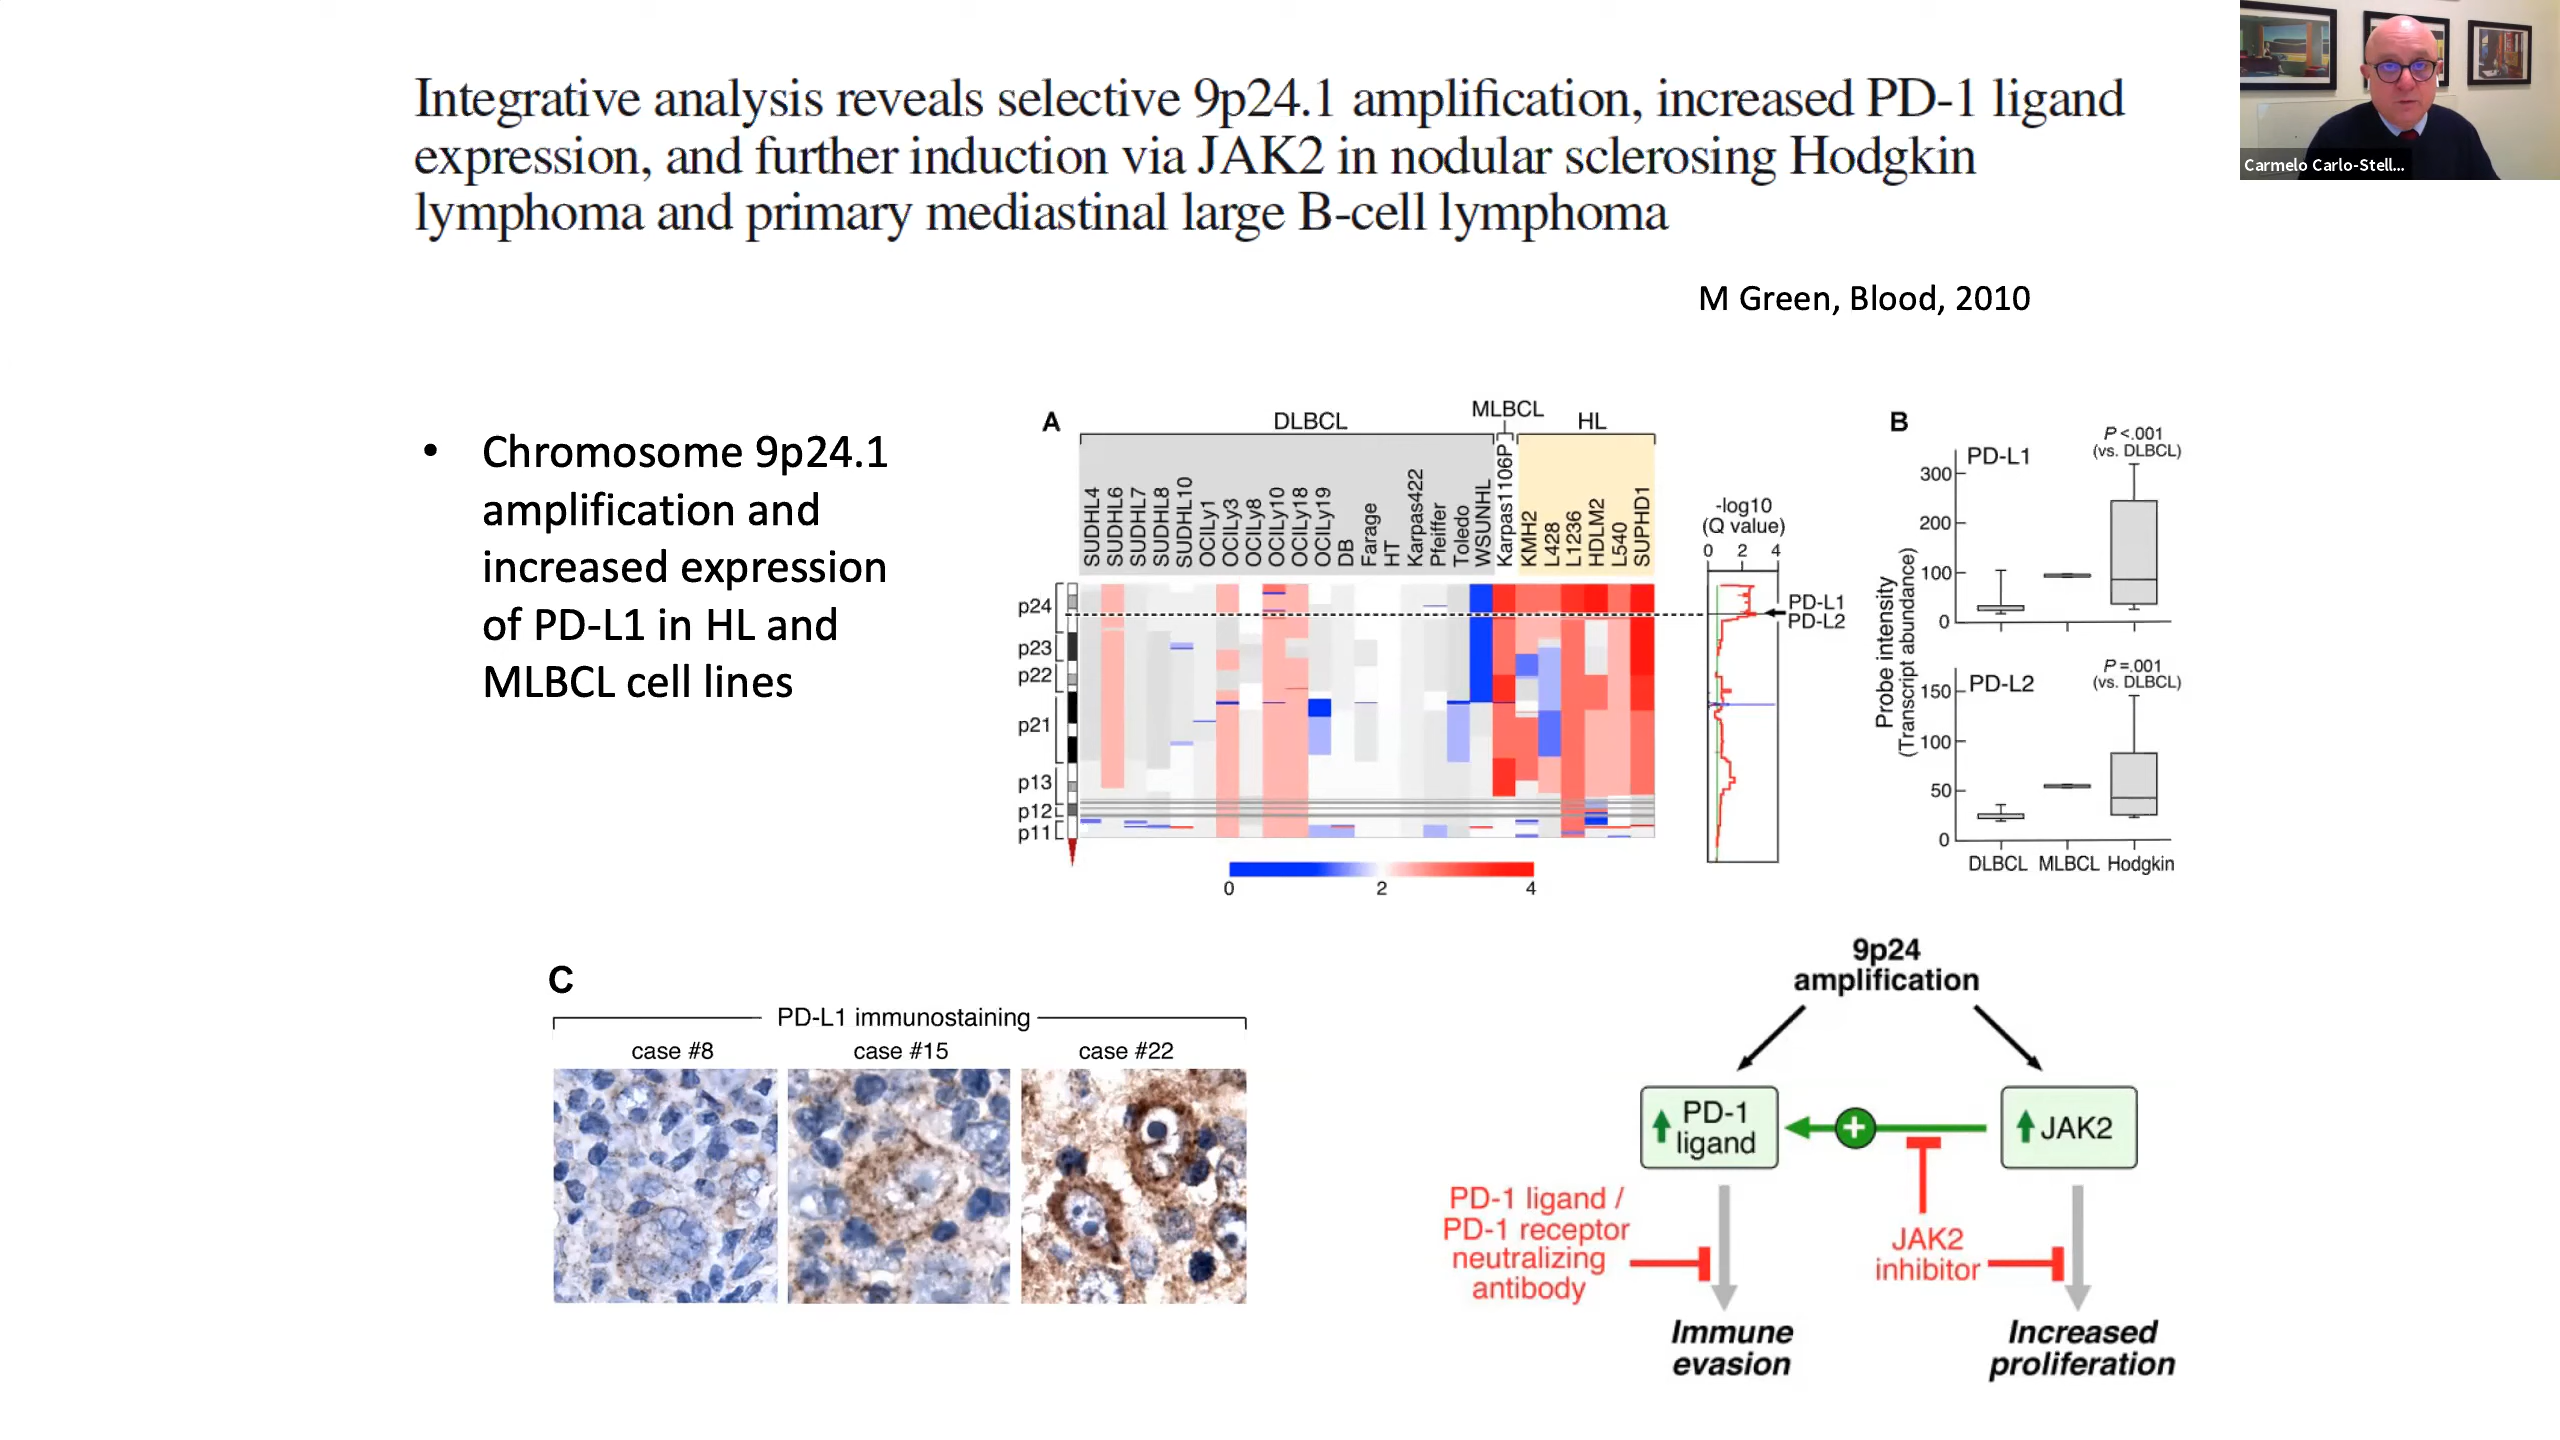 Integrative analysis reveals selective 9p24.1 amplification, increased PD-1 ligand
expression, and further induction via JAK2 in nodular sclerosing Hodgkin
lymphoma and primary mediastinal large B-cell lymphoma
Carmelo Carlo-Stell...
M Green, Blood, 2010
• Chromosome 9p24.1
amplification and
increased expression
of PD-L1 in HL and
MLBCL cell lines
A
DLBCL
MLBCL
HL
SUDHL4
SUDHL6
SUDHL7
SUDHL8
SUDHL10
OCILy1
OCILy3
OCILy8
OCILy10
OCILy18
OCILy19
DB
Farage
HT
Karpas422
Pfeiffer
Toledo
WSUNHL
Karpas1106P
KMH2
L428
L1236
HDLM2
L540
SUPHD1
p24
p23
p22
p21
p13
p12
p11
0 2 4
-log10
(Q value)
0 2 4
PD-L1
PD-L2
B
Probe intensity
(Transcript abundance)
PD-L1
P <.001
(vs. DLBCL)
300
200
100
0
PD-L2
P =.001
(vs. DLBCL)
150
100
50
0
DLBCL MLBCL Hodgkin
C
PD-L1 immunostaining
case #8 case #15 case #22
9p24
amplification
PD-1
ligand
+
JAK2
PD-1 ligand /
PD-1 receptor
neutralizing
antibody
JAK2
inhibitor
Immune
evasion
Increased
proliferation